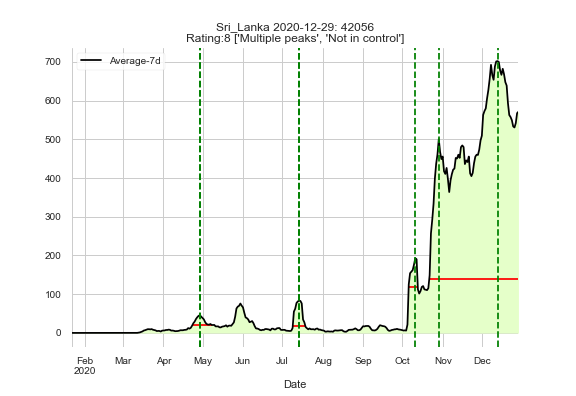 Sri_Lanka 2020-12-29: 42056
Rating:8 ['Multiple peaks', 'Not in control']
Average-7d
700
600
500
400
300
200
100
0
Feb Mar Apr May Jun Jul Aug Sep Oct Nov Dec
2020
Date